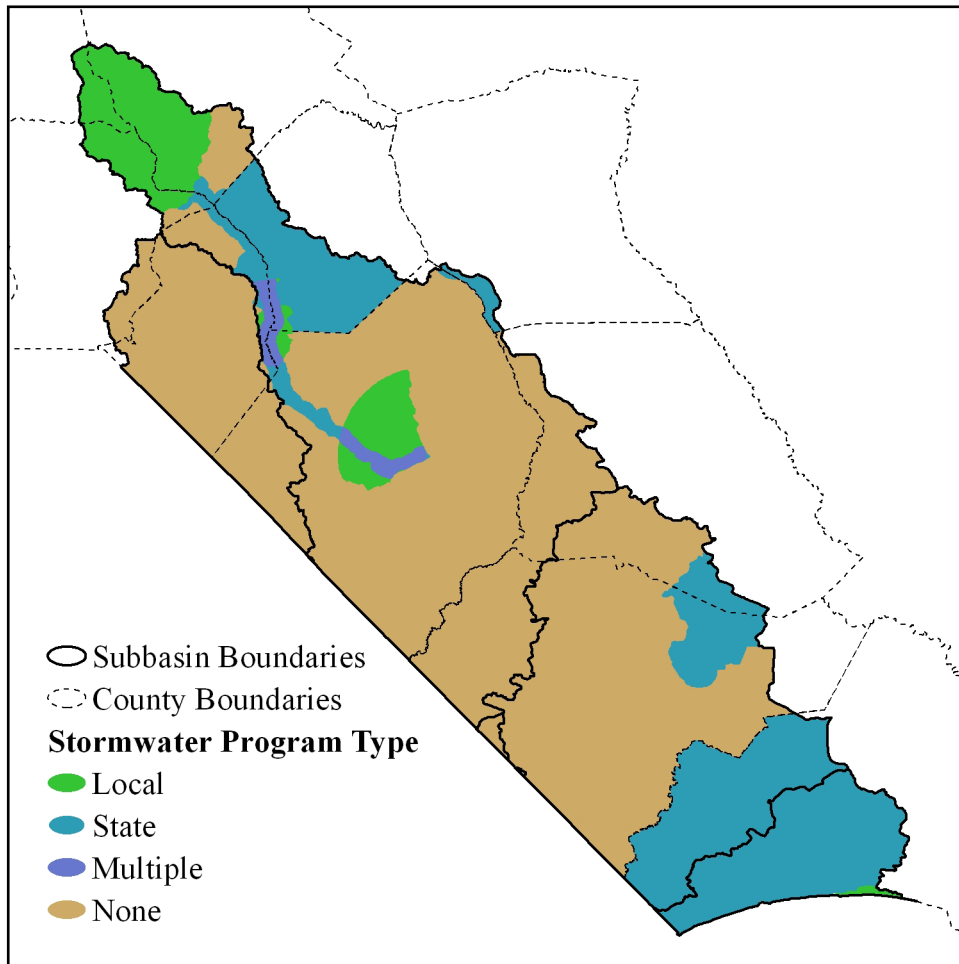 Subbasin Boundaries
County Boundaries
Stormwater Program Type
Local
State
Multiple
None